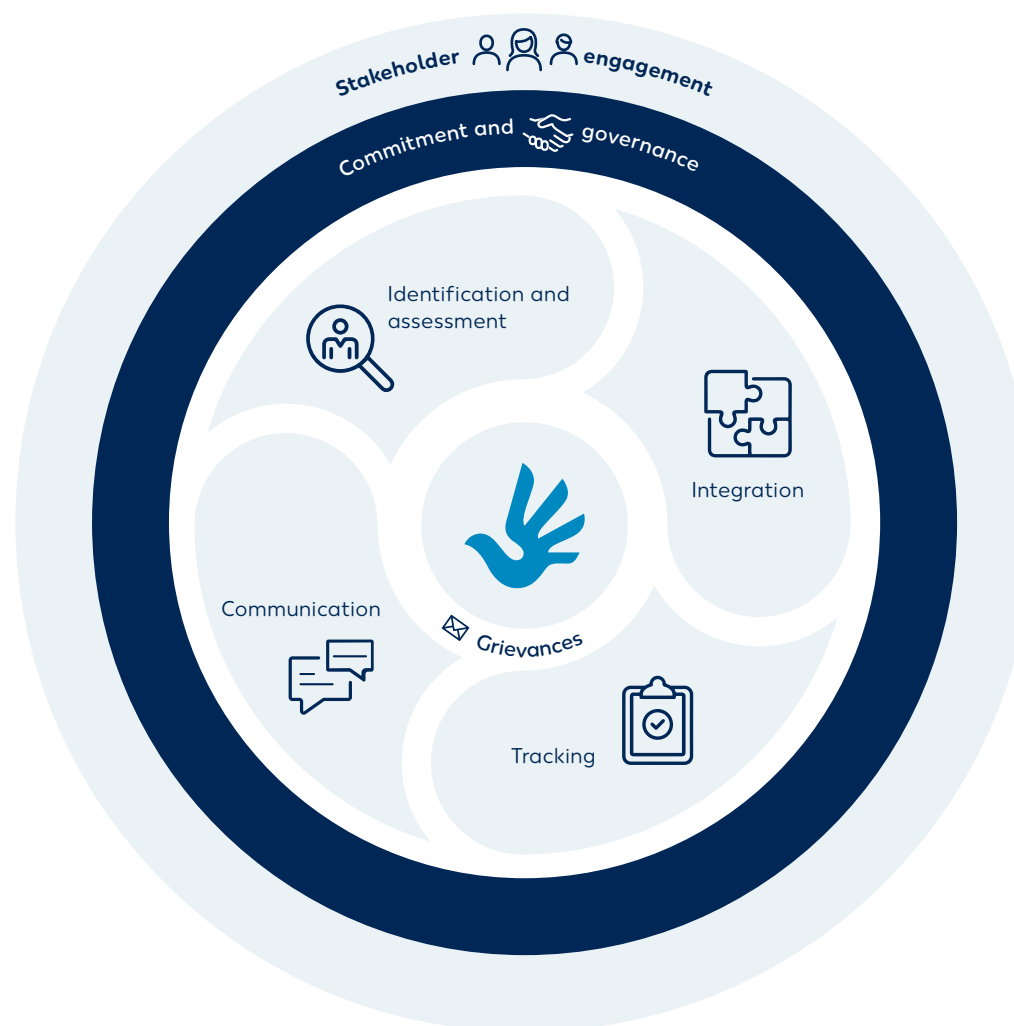 Stakeholder engagement
Commitment and governance
Identification and
assessment
Integration
Communication
Grievances
Tracking